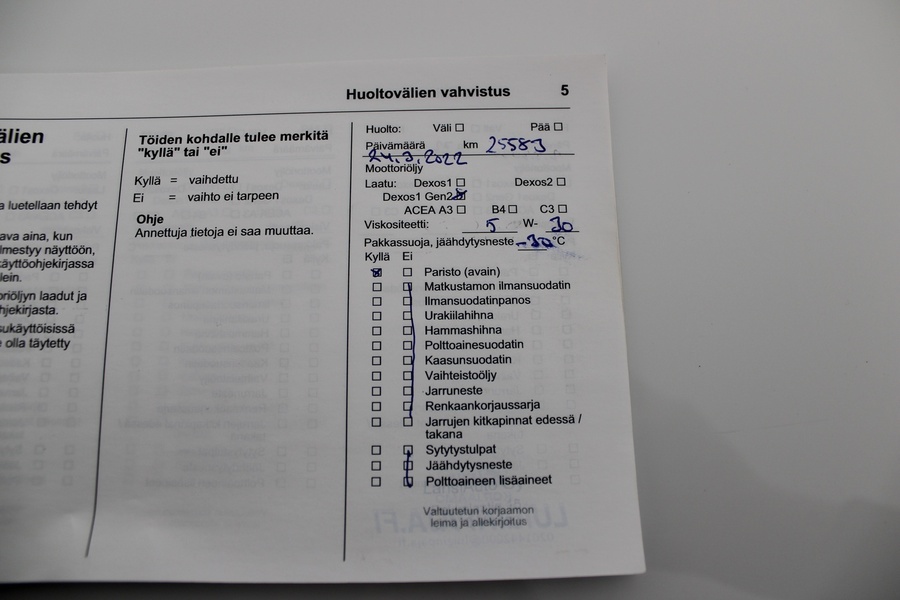 Huoltovälien vahvistus 5
älien
s
a luetellaan tehdyt
ava aina, kun
lmestyy näyttöön,
äyttöohjekirjassa
lein.
oriöljyn laadut ja
hjekirjasta.
sukäyttöisissä
e olla täytetty
Töiden kohdalle tulee merkitä
"kyllä" tai "ei"
Kyllä = vaihdettu
Ei = vaihto ei tarpeen
Ohje
Annettuja tietoja ei saa muuttaa.
Huolto: Väli ☐ Pää ☐
Päivämäärä km 25583
24.3.2022
Moottoriöljy
Laatu: Dexos1 ☐ Dexos2 ☐
Dexos1 Gen2 ☒
ACEA A3 ☐ B4 ☐ C3 ☐
Viskositeetti: 5 W- 30
Pakkassuoja, jäähdytysneste -30 °C
Kyllä Ei
☒ ☐ Paristo (avain)
☐ ☐ Matkustamon ilmansuodatin
☐ ☐ Ilmansuodatinpanos
☐ ☐ Urakiilahihna
☐ ☐ Hammashihna
☐ ☐ Polttoainesuodatin
☐ ☐ Kaasunsuodatin
☐ ☐ Vaihteistoöljy
☐ ☐ Jarruneste
☐ ☐ Renkaankorjaussarja
☐ ☐ Jarrujen kitkapinnat edessä /
takana
☐ ☐ Sytytystulpat
☐ ☐ Jäähdytysneste
☐ ☐ Polttoaineen lisäaineet
Valtuutetun korjaamon
leima ja allekirjoitus